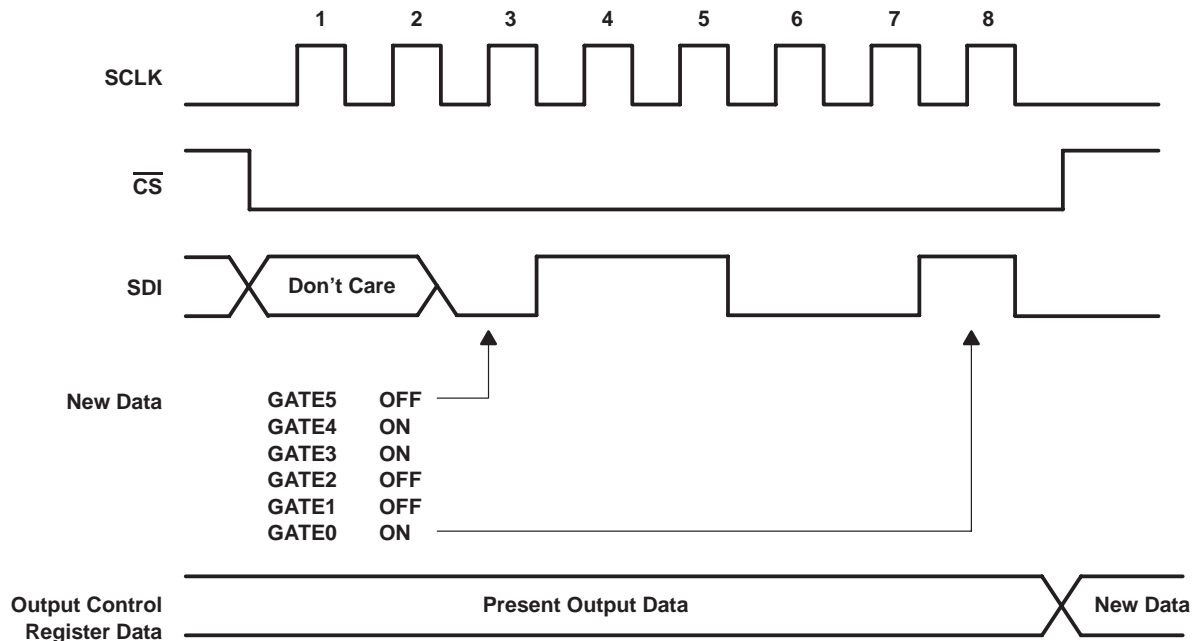 1 2 3 4 5 6 7 8
SCLK
CS
SDI Don't Care
New Data GATE5 OFF
GATE4 ON
GATE3 ON
GATE2 OFF
GATE1 OFF
GATE0 ON
Output Control Present Output Data New Data
Register Data